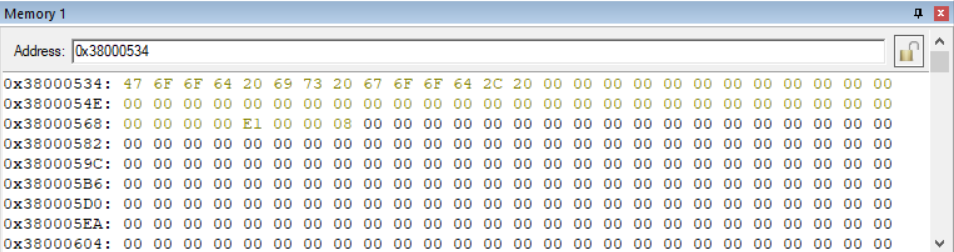 Memory 1
Address: 0x38000534
0x38000534: 47 6F 6F 64 20 69 73 20 67 6F 6F 64 2C 20 00 00 00 00 00 00 00 00 00 00 00 00
0x3800054E: 00 00 00 00 00 00 00 00 00 00 00 00 00 00 00 00 00 00 00 00 00 00 00 00 00 00
0x38000568: 00 00 00 00 E1 00 00 08 00 00 00 00 00 00 00 00 00 00 00 00 00 00 00 00 00 00
0x38000582: 00 00 00 00 00 00 00 00 00 00 00 00 00 00 00 00 00 00 00 00 00 00 00 00 00 00
0x3800059C: 00 00 00 00 00 00 00 00 00 00 00 00 00 00 00 00 00 00 00 00 00 00 00 00 00 00
0x380005B6: 00 00 00 00 00 00 00 00 00 00 00 00 00 00 00 00 00 00 00 00 00 00 00 00 00 00
0x380005D0: 00 00 00 00 00 00 00 00 00 00 00 00 00 00 00 00 00 00 00 00 00 00 00 00 00 00
0x380005EA: 00 00 00 00 00 00 00 00 00 00 00 00 00 00 00 00 00 00 00 00 00 00 00 00 00 00
0x38000604: 00 00 00 00 00 00 00 00 00 00 00 00 00 00 00 00 00 00 00 00 00 00 00 00 00 00